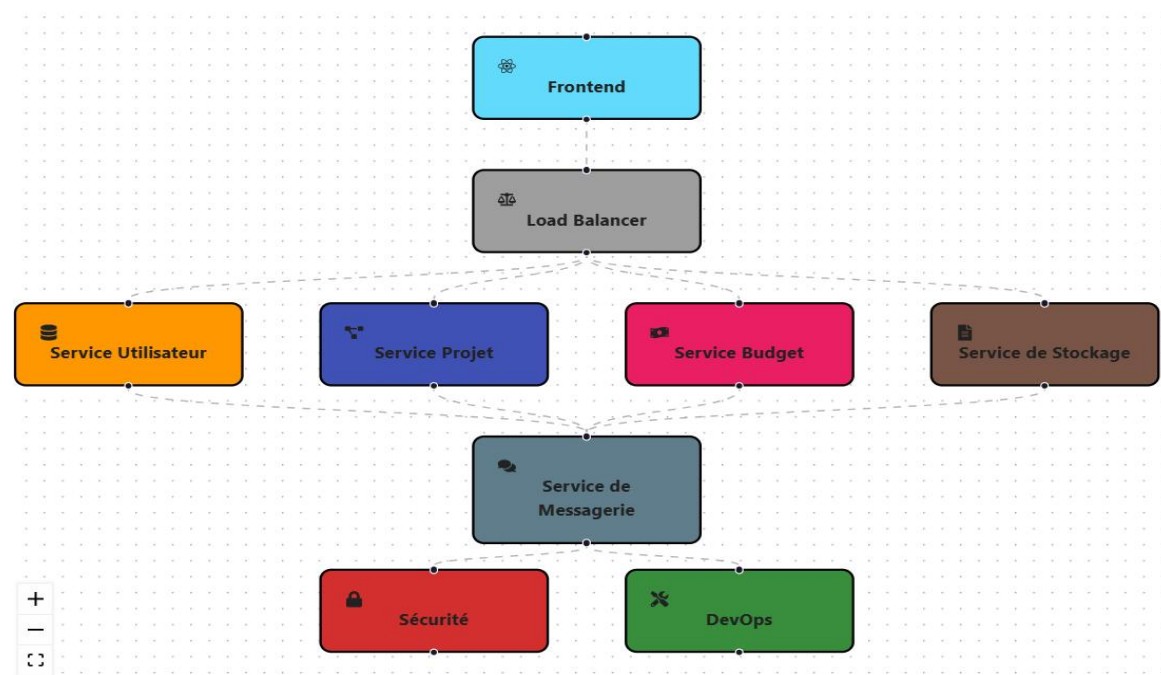 Frontend
Load Balancer
Service Utilisateur
Service Projet
Service Budget
Service de Stockage
Service de
Messagerie
Sécurité
DevOps